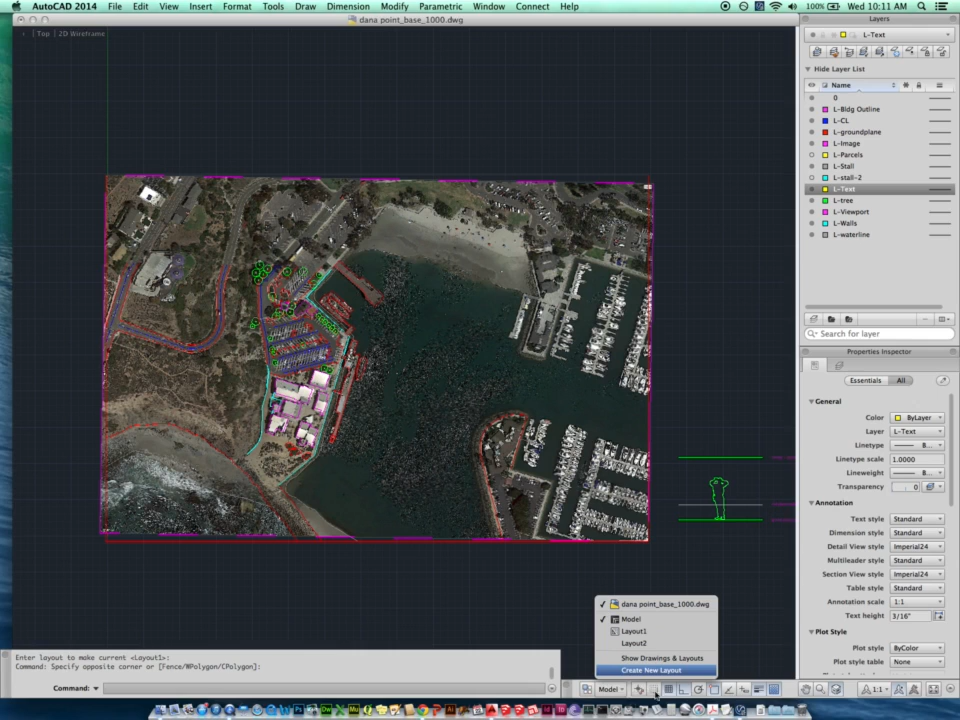 AutoCAD 2014 File Edit View Insert Format Tools Draw Dimension Modify Parametric Window Connect Help 100% Wed 10:11 AM
dana point_base_1000.dwg
Top 2D Wireframe
Layers
L-Text
Hide Layer List
Name
0
L-Bldg Outline
L-CL
L-groundplane
L-Image
L-Parcels
L-Stall
L-stall-2
L-Text
L-tree
L-Viewport
L-Walls
L-waterline
Search for layer
Properties Inspector
Essentials All
General
Color ByLayer
Layer L-Text
Linetype B...
Linetype scale 1.0000
Lineweight B...
Transparency 0
Annotation
Text style Standard
Dimension style Standard
Detail View style Imperial24
Multileader style Standard
Section View style Imperial24
Table style Standard
Annotation scale 1:1
Text height 3/16"
Plot Style
Plot style ByColor
Plot style table None
dana point_base_1000.dwg
Model
Layout1
Layout2
Show Drawings & Layouts
Create New Layout
Enter layout to make current <Layout1>:
Command: Specify opposite corner or [Fence/WPolygon/CPolygon]:
Command:
Model
1:1